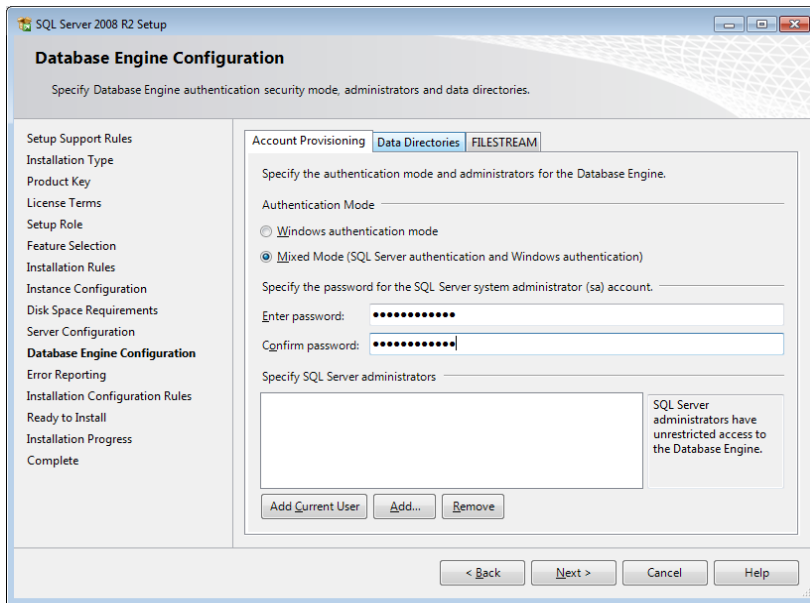 SQL Server 2008 R2 Setup
Database Engine Configuration
Specify Database Engine authentication security mode, administrators and data directories.
Setup Support Rules
Installation Type
Product Key
License Terms
Setup Role
Feature Selection
Installation Rules
Instance Configuration
Disk Space Requirements
Server Configuration
Database Engine Configuration
Error Reporting
Installation Configuration Rules
Ready to Install
Installation Progress
Complete
Account Provisioning Data Directories FILESTREAM
Specify the authentication mode and administrators for the Database Engine.
Authentication Mode
Windows authentication mode
Mixed Mode (SQL Server authentication and Windows authentication)
Specify the password for the SQL Server system administrator (sa) account.
Enter password: ●●●●●●●●●●●●
Confirm password: ●●●●●●●●●●●●
Specify SQL Server administrators
SQL Server
administrators have
unrestricted access to
the Database Engine.
Add Current User Add... Remove
< Back Next > Cancel Help